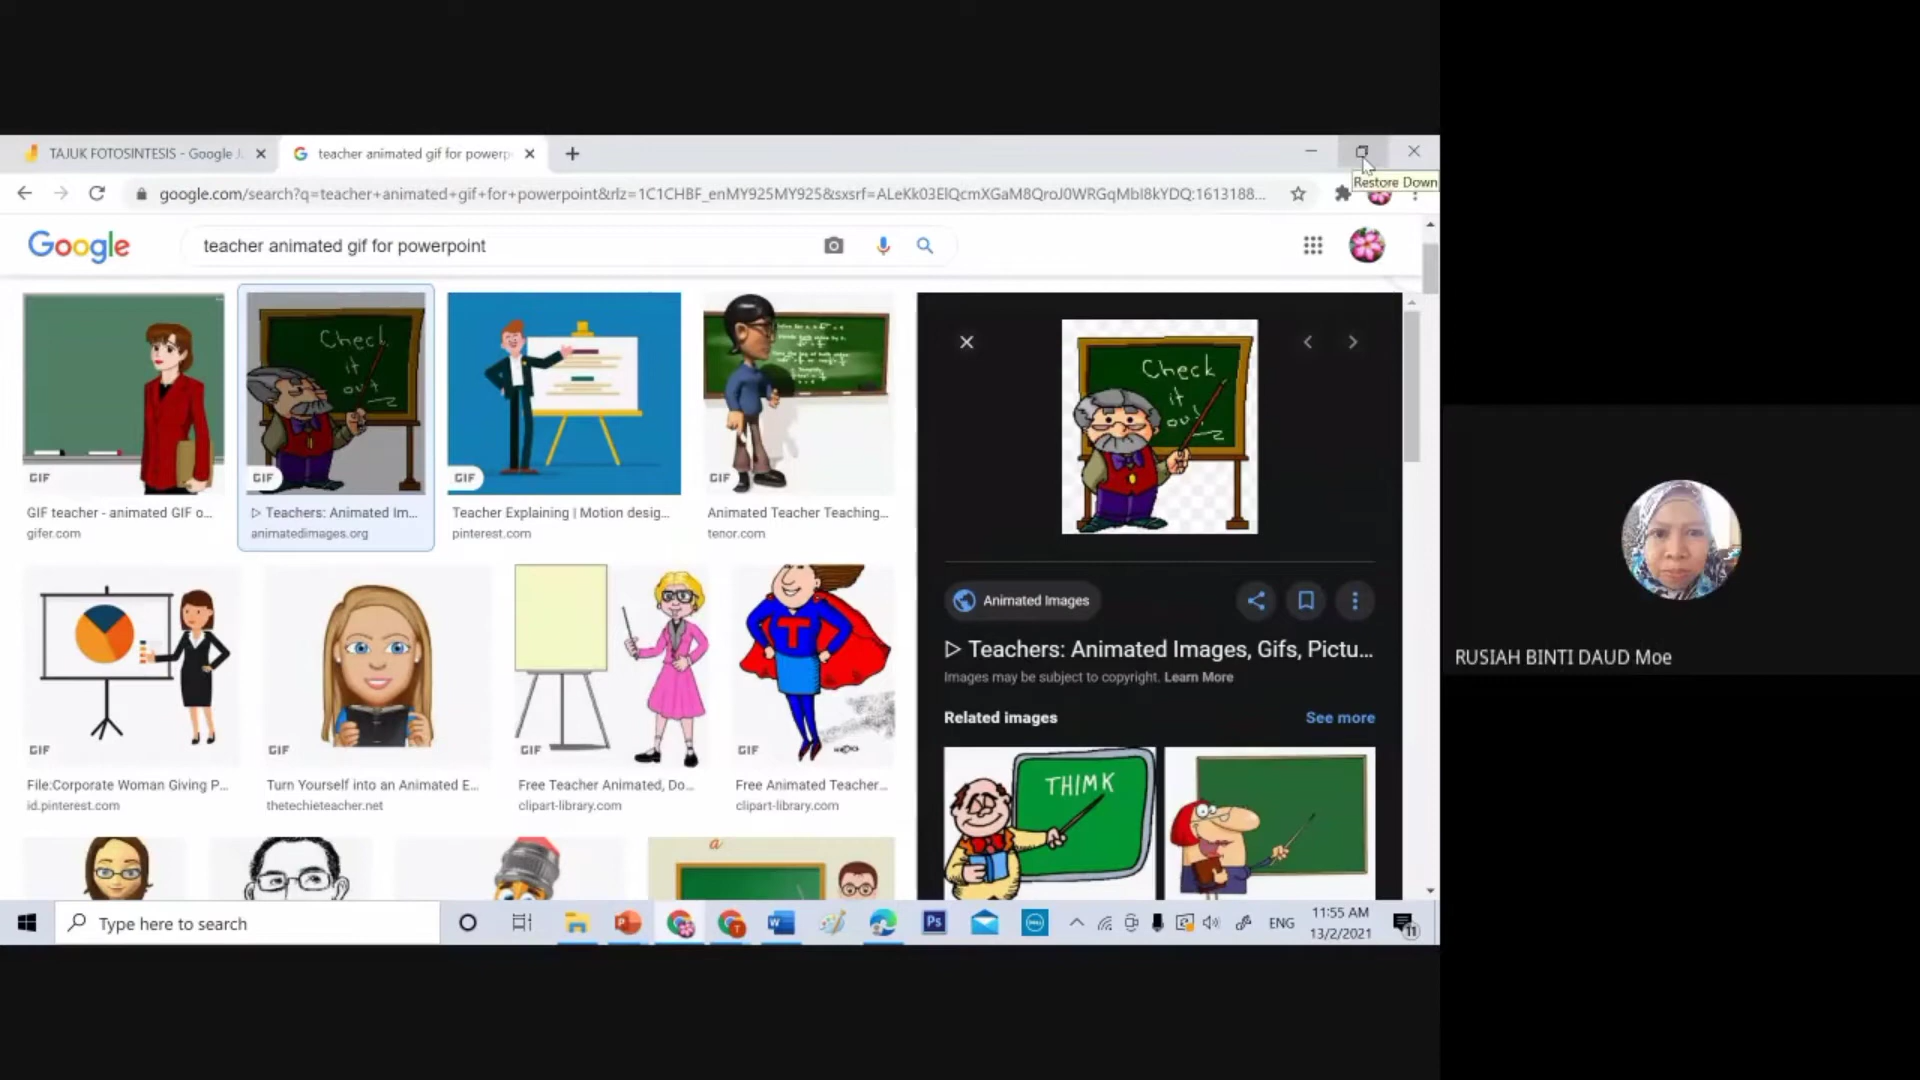 TAJUK FOTOSINTESIS - Google J
teacher animated gif for powerp
Restore Down
google.com/search?q=teacher+animated+gif+for+powerpoint&rlz=1C1CHBF_enMY925MY925&sxsrf=ALeKk03ElQcmXGaM8QroJ0WRGqMbl8kYDQ:1613188...
Google
teacher animated gif for powerpoint
Check
it
out
Check
it
out
GIF
GIF
GIF
GIF
GIF teacher - animated GIF o...
▷ Teachers: Animated Im...
Teacher Explaining | Motion desig...
Animated Teacher Teaching...
gifer.com
animatedimages.org
pinterest.com
tenor.com
Animated Images
▷ Teachers: Animated Images, Gifs, Pictu...
Images may be subject to copyright. Learn More
Related images
See more
T
GIF
GIF
GIF
GIF
File:Corporate Woman Giving P...
Turn Yourself into an Animated E...
Free Teacher Animated, Do...
Free Animated Teacher...
id.pinterest.com
thetechieteacher.net
clipart-library.com
clipart-library.com
THIMK
a
RUSIAH BINTI DAUD Moe
Type here to search
Ps
DELL
ENG
11:55 AM
13/2/2021
11